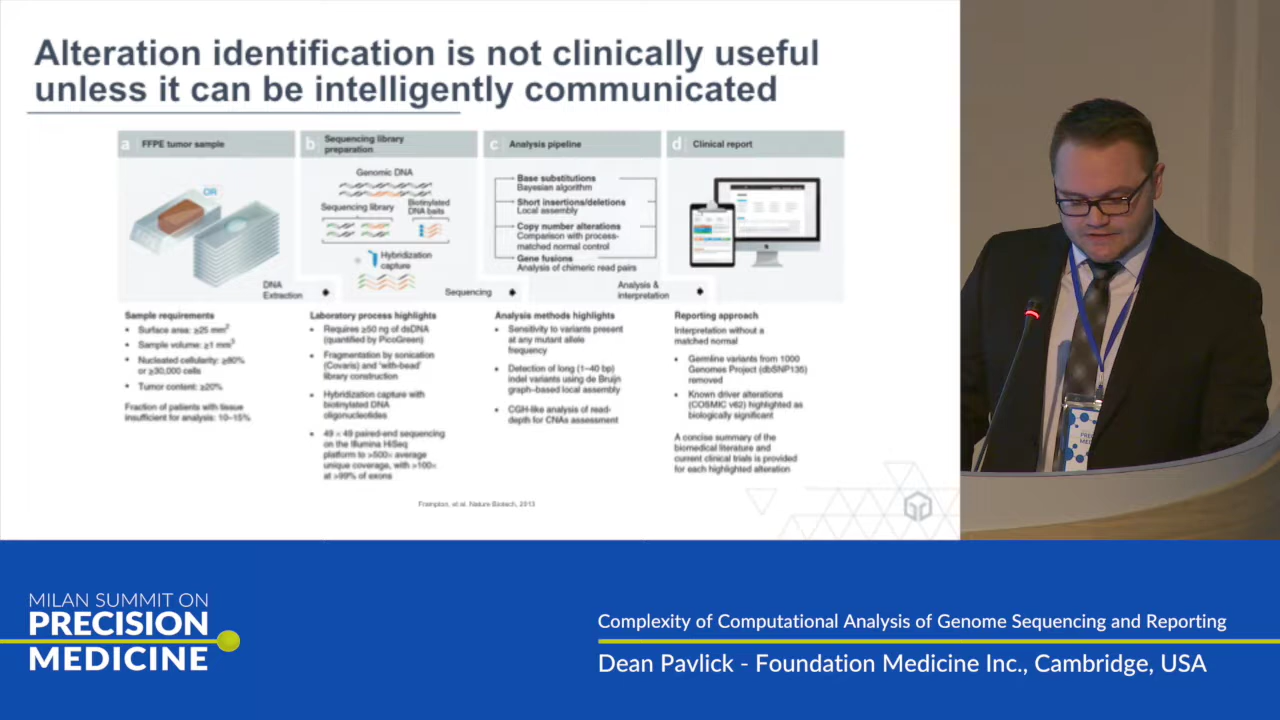 Alteration identification is not clinically useful
unless it can be intelligently communicated
a FFPE tumor sample
OR
DNA
Extraction
Sample requirements
• Surface area: ≥25 mm²
• Sample volume: ≥1 mm³
• Nucleated cellularity: ≥80%
or ≥30,000 cells
• Tumor content: ≥20%
Fraction of patients with tissue
insufficient for analysis: 10–15%
b Sequencing library
preparation
Genomic DNA
Sequencing library
Biotinylated
DNA baits
Hybridization
capture
Sequencing
Laboratory process highlights
• Requires ≥50 ng of dsDNA
(quantified by PicoGreen)
• Fragmentation by sonication
(Covaris) and 'with-bead'
library construction
• Hybridization capture with
biotinylated DNA
oligonucleotides
• 49 × 49 paired-end sequencing
on the Illumina HiSeq
platform to >500× average
unique coverage, with >100×
at >99% of exons
c Analysis pipeline
Base substitutions
Bayesian algorithm
Short insertions/deletions
Local assembly
Copy number alterations
Comparison with process-
matched normal control
Gene fusions
Analysis of chimeric read pairs
Analysis &
interpretation
Analysis methods highlights
• Sensitivity to variants present
at any mutant allele
frequency
• Detection of long (1–40 bp)
indel variants using de Bruijn
graph–based local assembly
• CGH-like analysis of read-
depth for CNAs assessment
d Clinical report
Reporting approach
Interpretation without a
matched normal
• Germline variants from 1000
Genomes Project (dbSNP135)
removed
• Known driver alterations
(COSMIC v62) highlighted as
biologically significant
A concise summary of the
biomedical literature and
current clinical trials is provided
for each highlighted alteration
Frampton, et al. Nature Biotech, 2013
MILAN SUMMIT ON
PRECISION
MEDICINE
Complexity of Computational Analysis of Genome Sequencing and Reporting
Dean Pavlick - Foundation Medicine Inc., Cambridge, USA